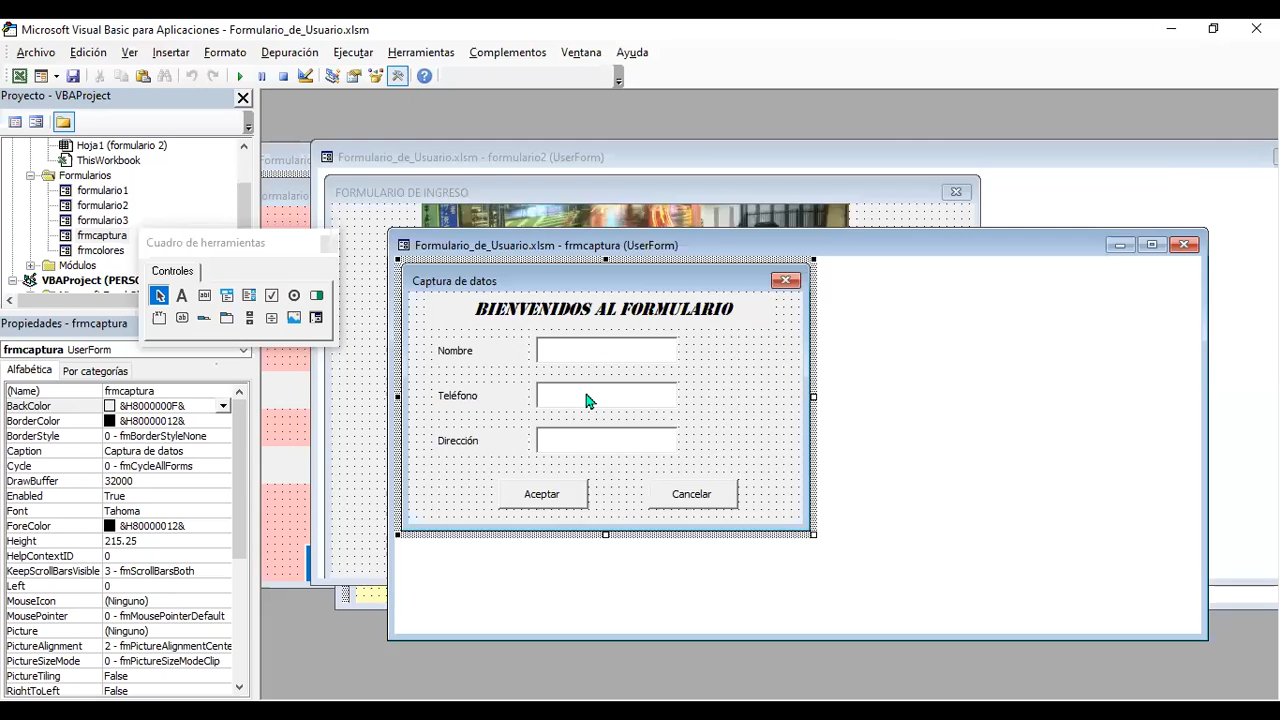 Microsoft Visual Basic para Aplicaciones - Formulario_de_Usuario.xlsm
Archivo Edición Ver Insertar Formato Depuración Ejecutar Herramientas Complementos Ventana Ayuda
Proyecto - VBAProject
Hoja1 (formulario 2)
ThisWorkbook
Formularios
formulario1
formulario2
formulario3
frmcaptura
frmcolores
Módulos
VBAProject (PERSC
Cuadro de herramientas
Controles
Propiedades - frmcaptura
frmcaptura UserForm
Alfabética Por categorías
(Name) frmcaptura
BackColor &H8000000F&
BorderColor &H80000012&
BorderStyle 0 - fmBorderStyleNone
Caption Captura de datos
Cycle 0 - fmCycleAllForms
DrawBuffer 32000
Enabled True
Font Tahoma
ForeColor &H80000012&
Height 215.25
HelpContextID 0
KeepScrollBarsVisible 3 - fmScrollBarsBoth
Left 0
MouseIcon (Ninguno)
MousePointer 0 - fmMousePointerDefault
Picture (Ninguno)
PictureAlignment 2 - fmPictureAlignmentCente
PictureSizeMode 0 - fmPictureSizeModeClip
PictureTiling False
RightToLeft False
Formulario
formulario
Formulario_de_Usuario.xlsm - formulario2 (UserForm)
FORMULARIO DE INGRESO
Formulario_de_Usuario.xlsm - frmcaptura (UserForm)
Captura de datos
BIENVENIDOS AL FORMULARIO
Nombre
Teléfono
Dirección
Aceptar Cancelar